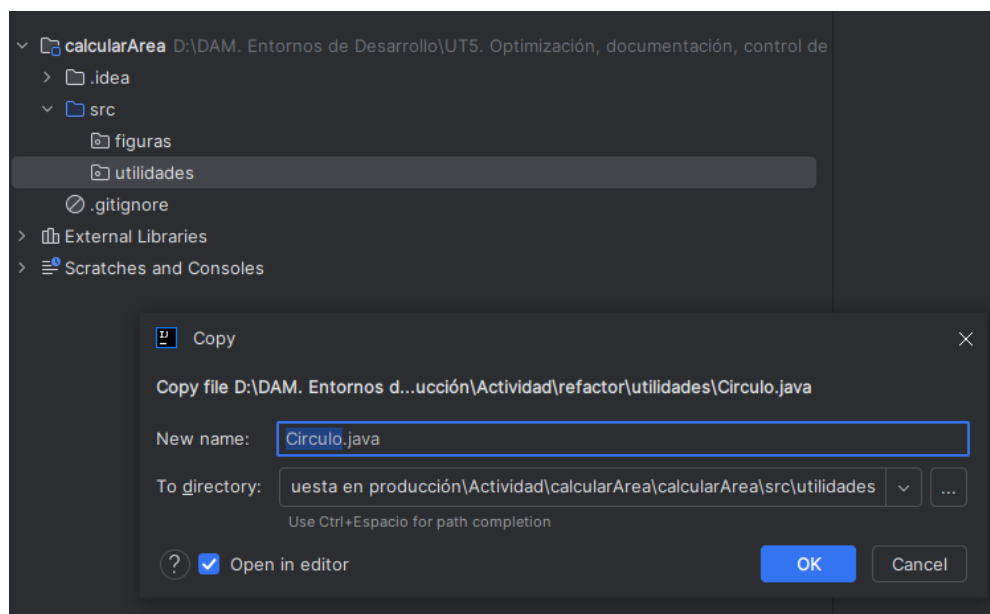 calcularArea D:\DAM. Entornos de Desarrollo\UT5. Optimización, documentación, control de
.idea
src
figuras
utilidades
.gitignore
External Libraries
Scratches and Consoles
Copy
Copy file D:\DAM. Entornos d...ucción\Actividad\refactor\utilidades\Circulo.java
New name: Circulo.java
To directory: uesta en producción\Actividad\calcularArea\calcularArea\src\utilidades ...
Use Ctrl+Espacio for path completion
? Open in editor OK Cancel